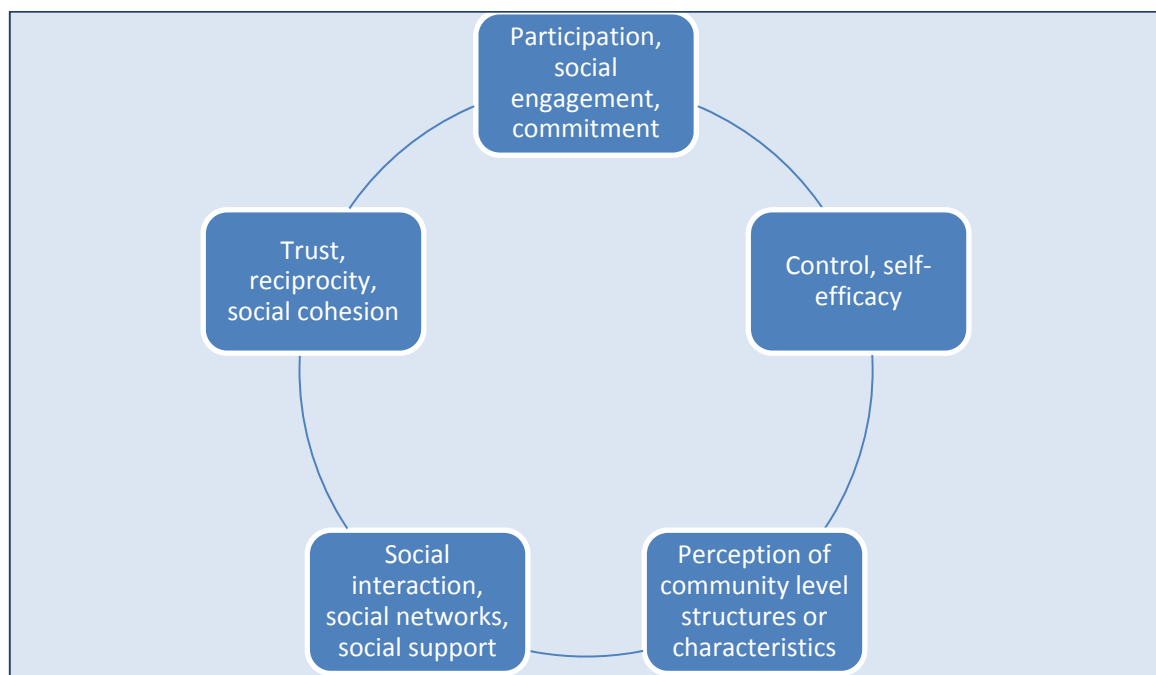 Participation,
social
engagement,
commitment
Control, self-
efficacy
Perception of
community level
structures or
characteristics
Social
interaction,
social networks,
social support
Trust,
reciprocity,
social cohesion